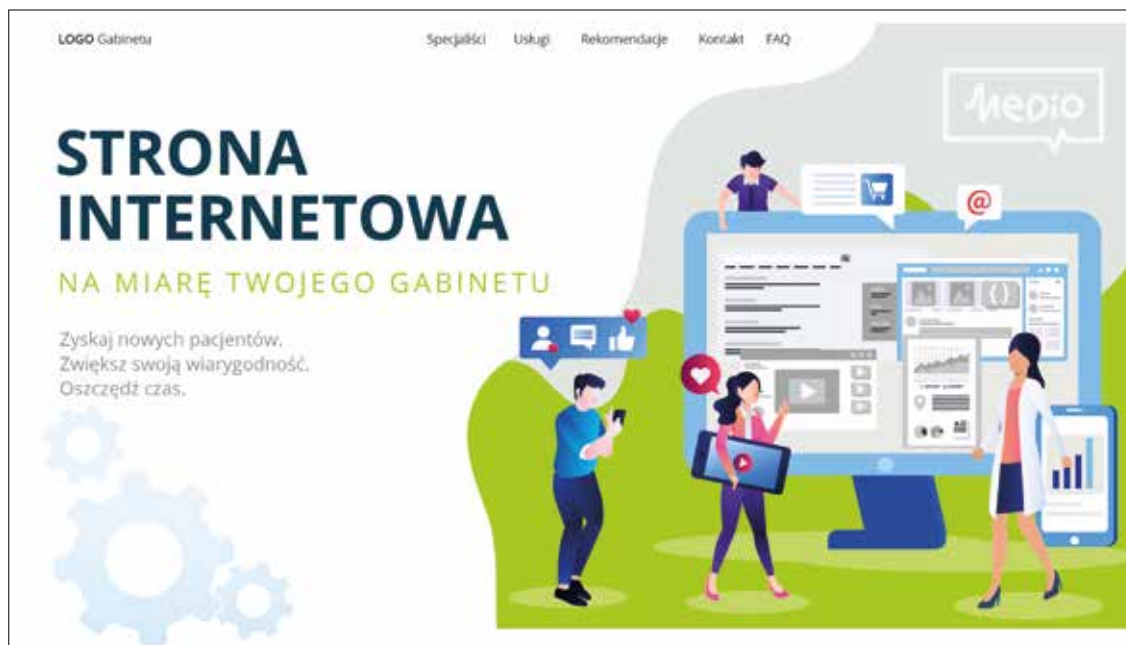 LOGO Gabinetu
Specjaliści Usługi Rekomendacje Kontakt FAQ
MEDiO
STRONA
INTERNETOWA
@
NA MIARĘ TWOJEGO GABINETU
Zyskaj nowych pacjentów.
Zwiększ swoją wiarygodność.
Oszczędź czas.